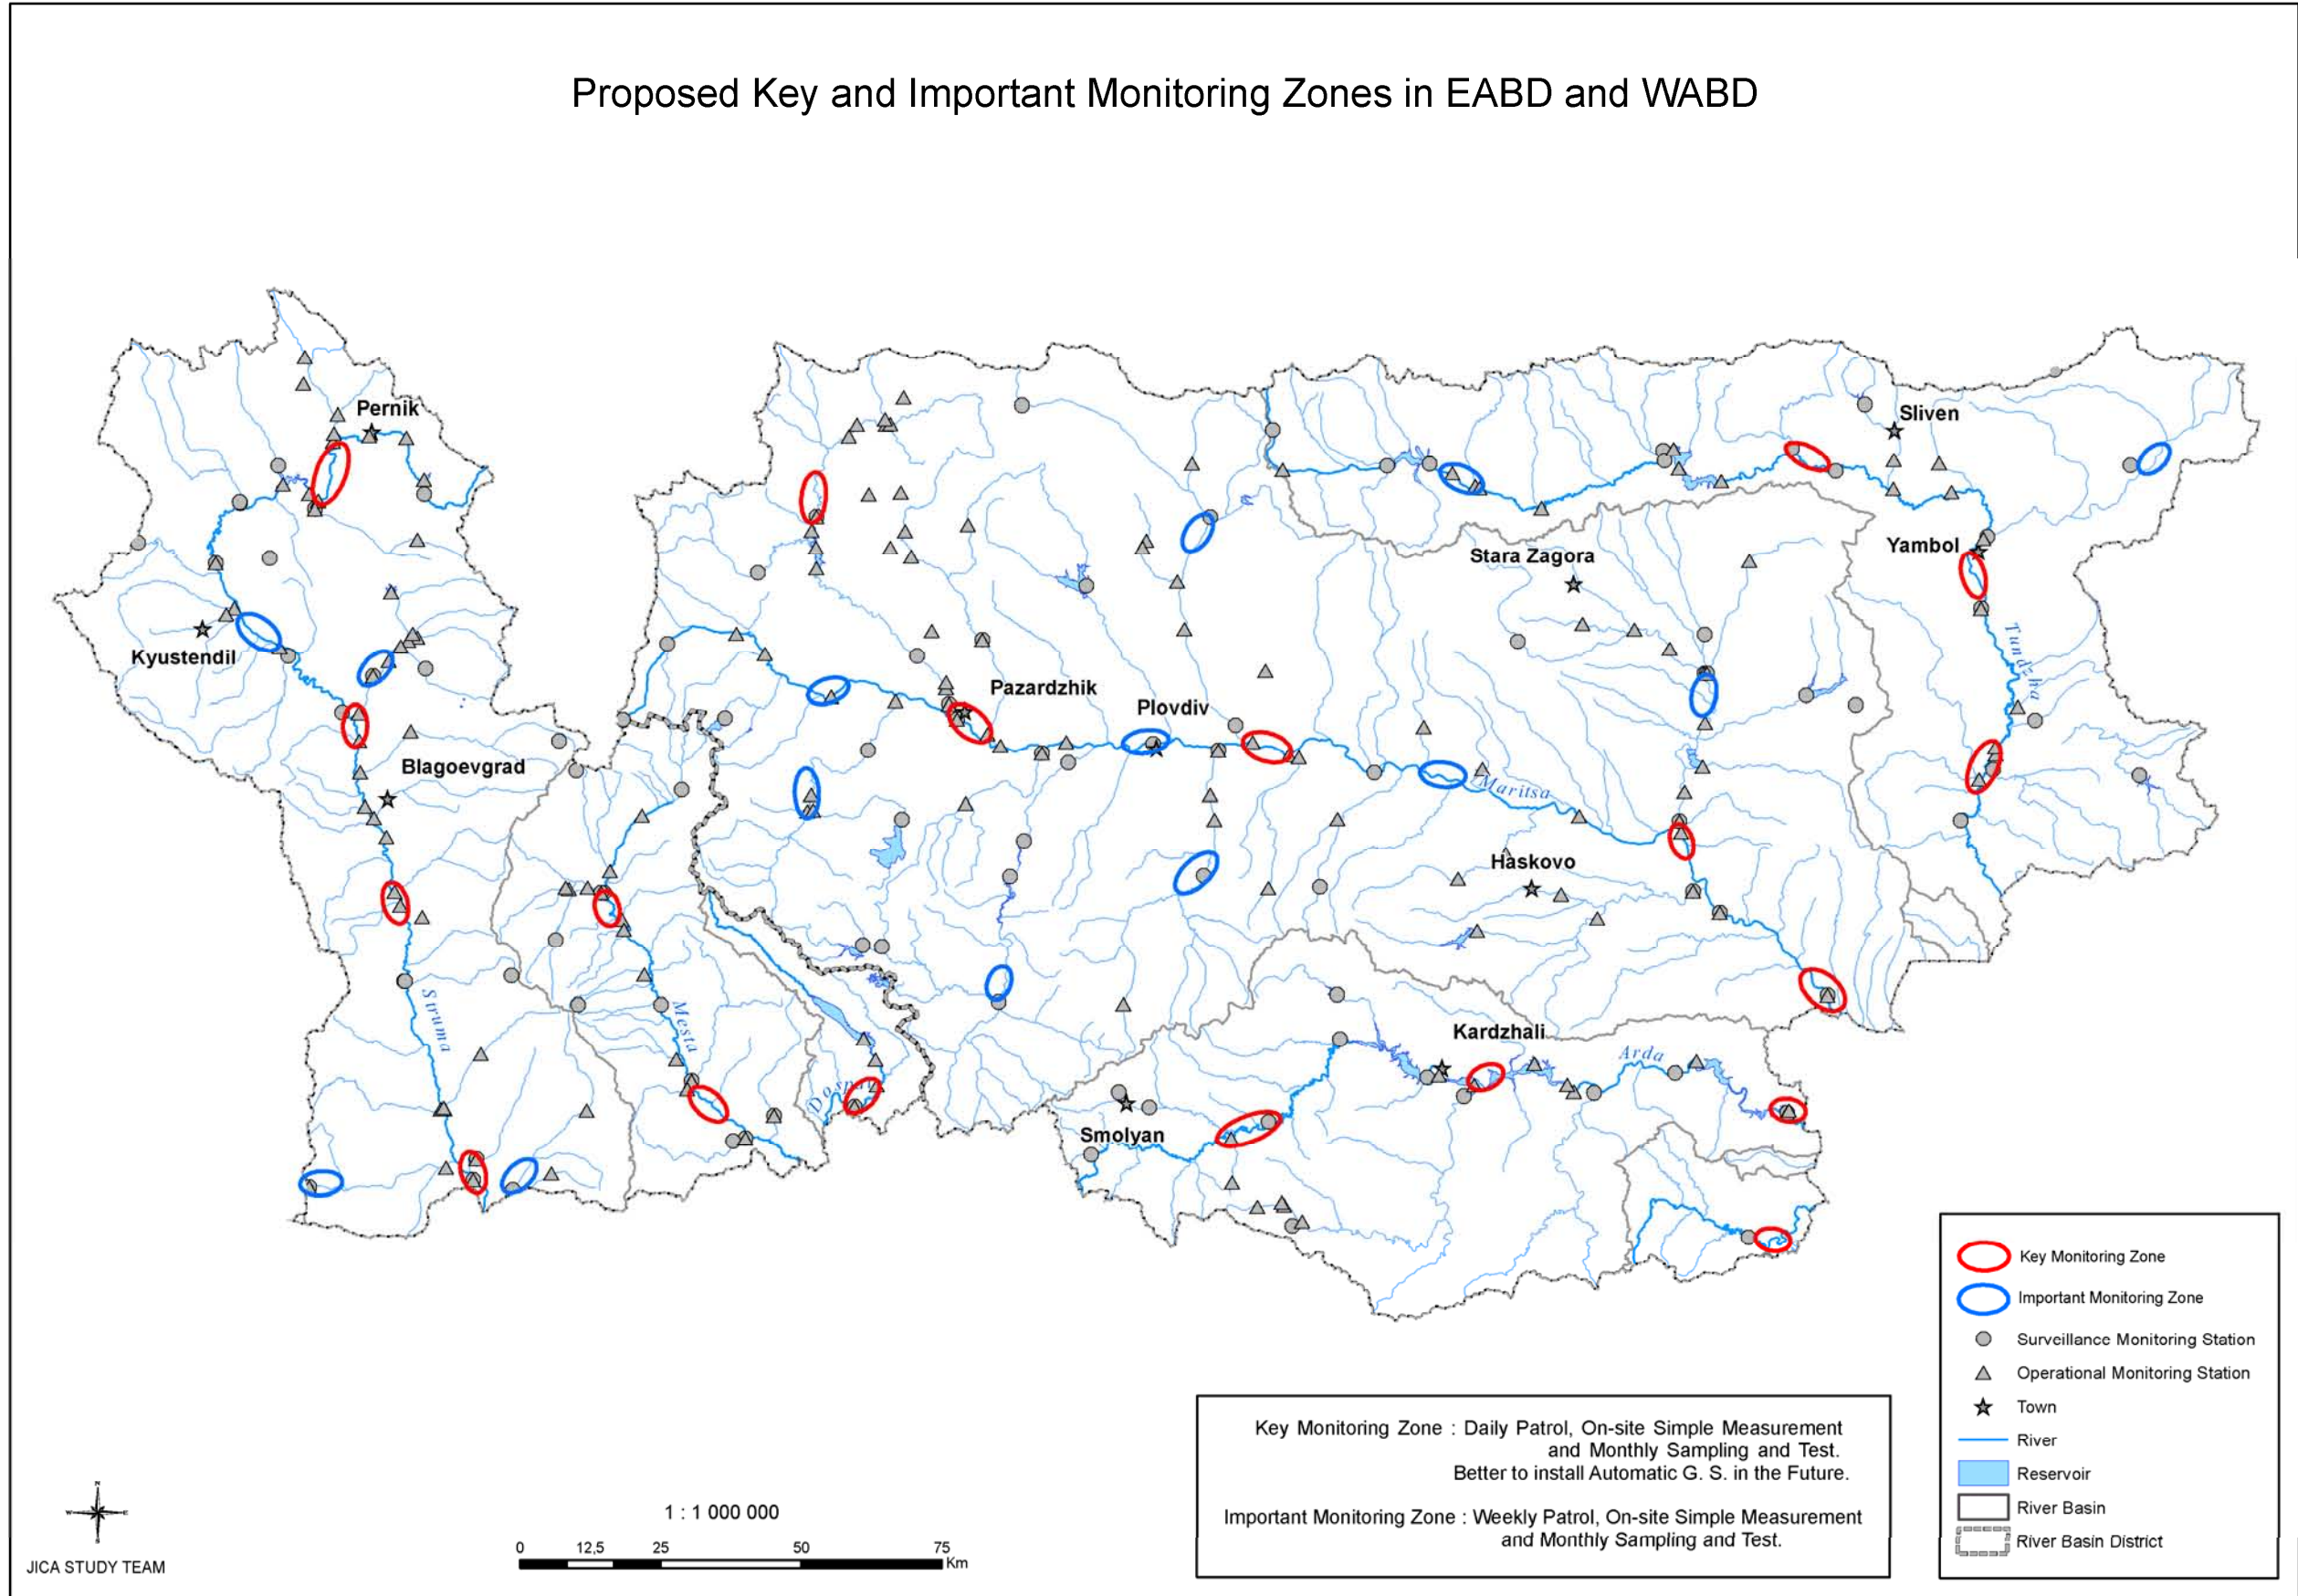 Proposed Key and Important Monitoring Zones in EABD and WABD
Pernik
Sliven
Yambol
Stara Zagora
Kyustendil
Tundzha
Pazardzhik
Plovdiv
Blagoevgrad
Maritsa
Haskovo
Struma
Mesta
Kardzhali
Arda
Dospat
Smolyan
Key Monitoring Zone
Important Monitoring Zone
Surveillance Monitoring Station
Operational Monitoring Station
Town
River
Reservoir
River Basin
River Basin District
Key Monitoring Zone : Daily Patrol, On-site Simple Measurement
and Monthly Sampling and Test.
Better to install Automatic G. S. in the Future.
Important Monitoring Zone : Weekly Patrol, On-site Simple Measurement
and Monthly Sampling and Test.
N
W E
S
JICA STUDY TEAM
1 : 1 000 000
0 12,5 25 50 75
Km